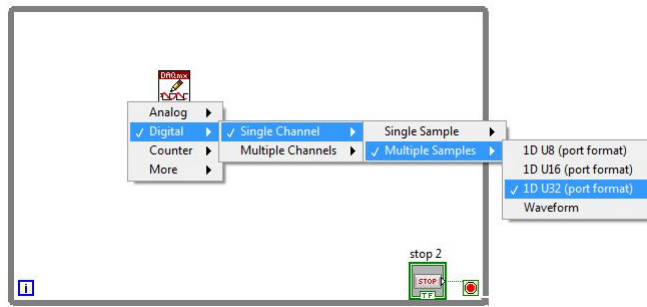 DAQmx
Analog
Digital
Counter
More
Single Channel
Multiple Channels
Single Sample
Multiple Samples
1D U8 (port format)
1D U16 (port format)
1D U32 (port format)
Waveform
stop 2
STOP
TF
i